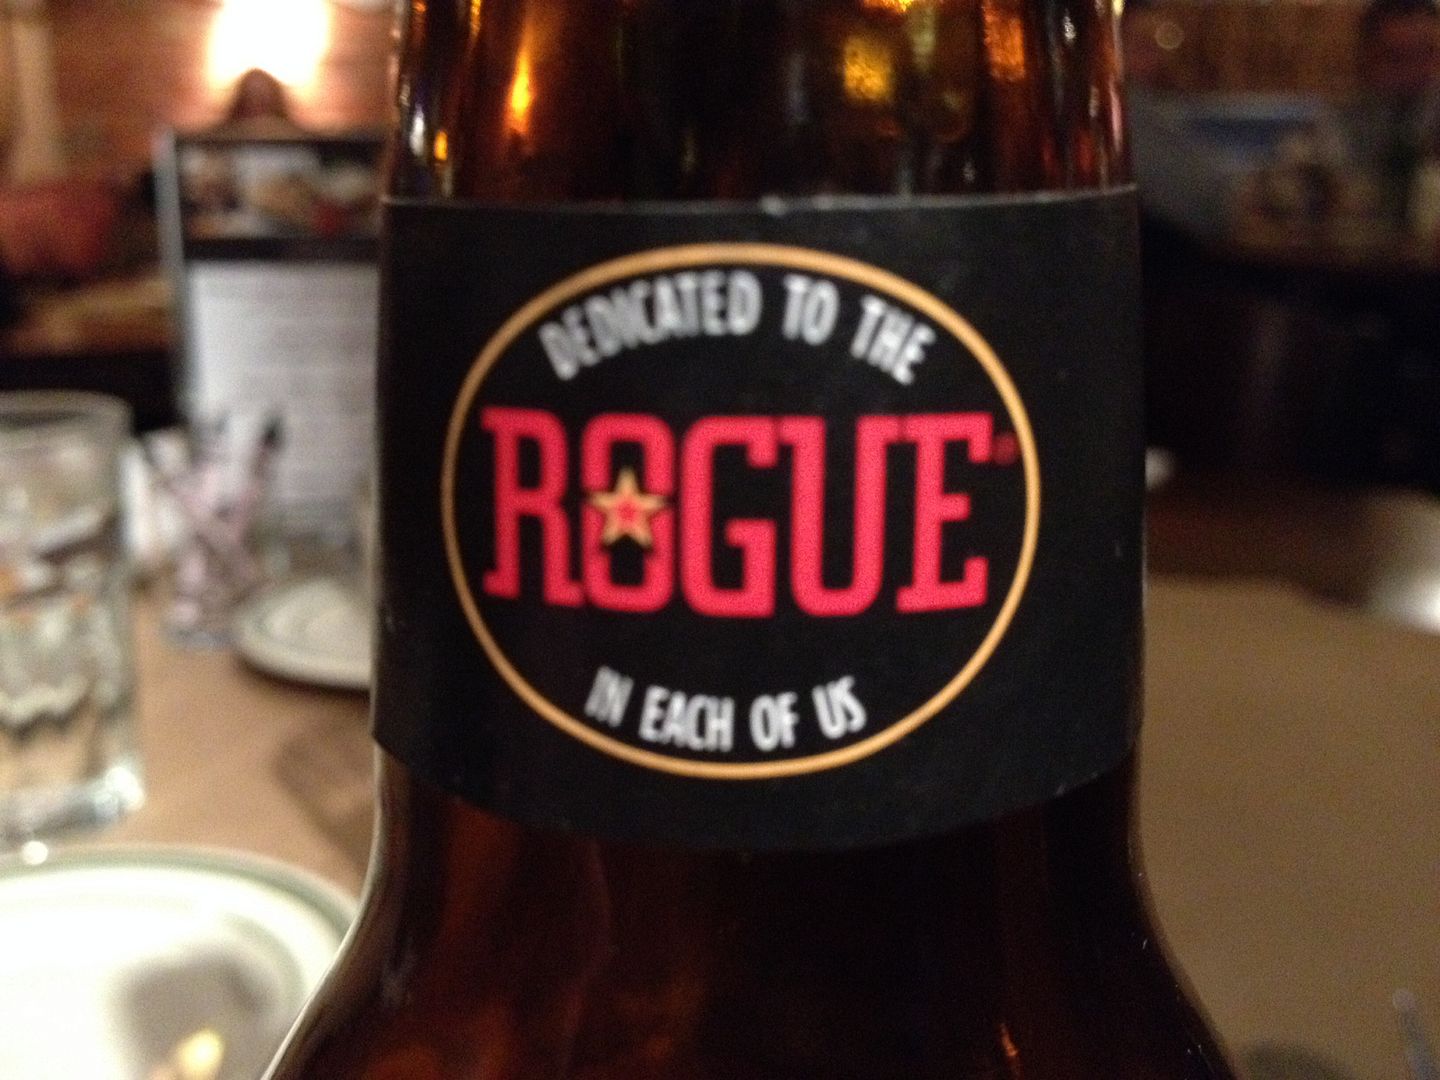 DEDICATED TO THE
ROGUE®
IN EACH OF US